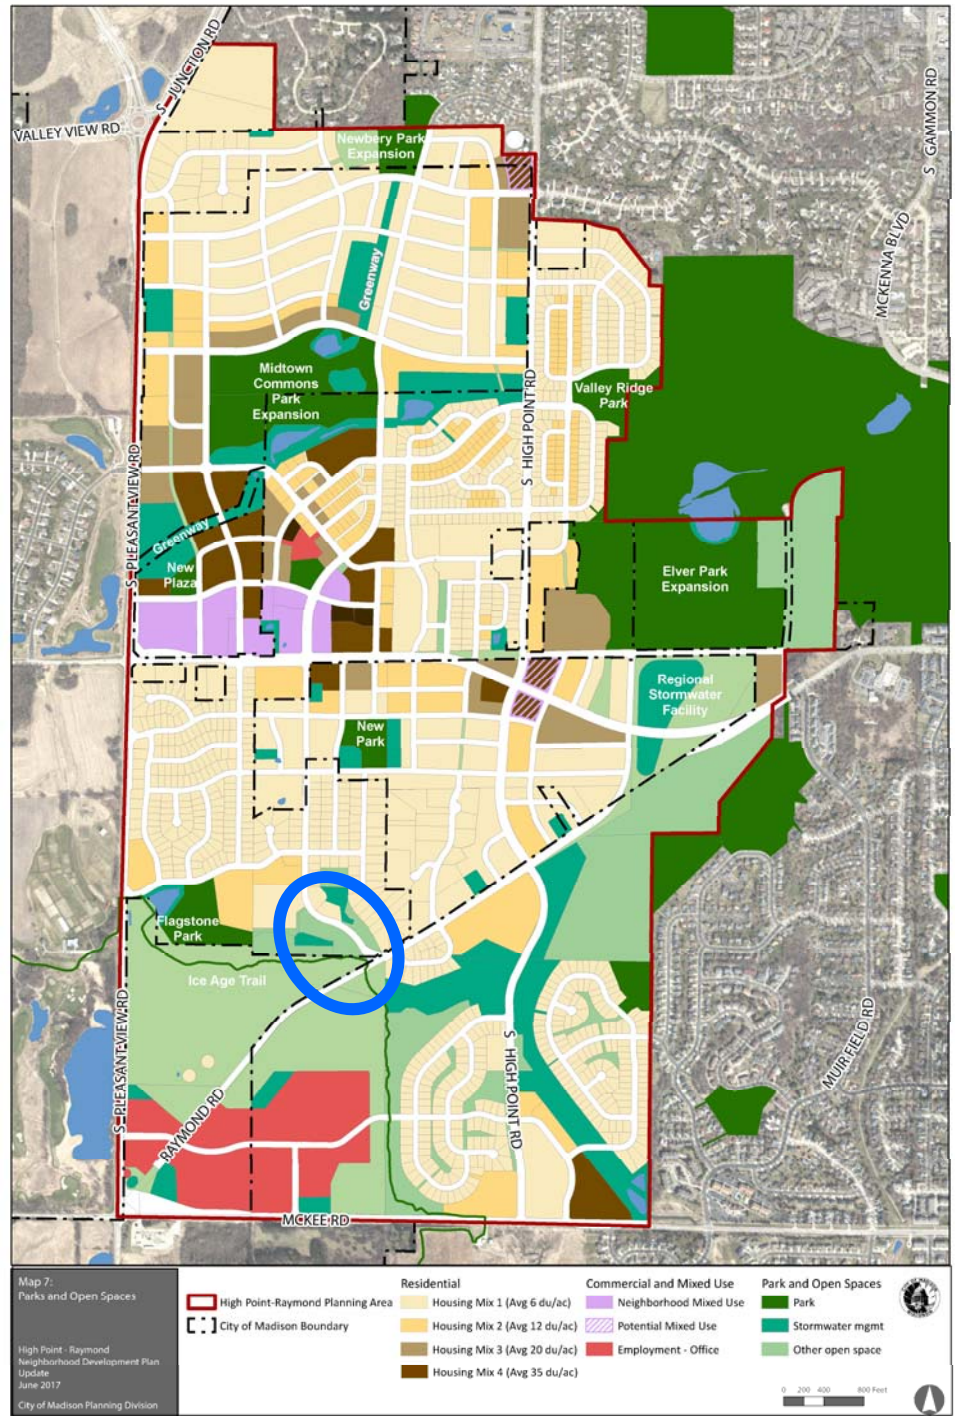 S JUNCTION RD
VALLEY VIEW RD
S GAMMON RD
Newbery Park
Expansion
MCKENNA BLVD
Greenway
Midtown
Commons
Park
Expansion
Valley Ridge
Park
S HIGH POINT RD
S PLEASANT VIEW RD
Greenway
New
Plaza
Elver Park
Expansion
Regional
Stormwater
Facility
New
Park
Flagstone
Park
Ice Age Trail
S PLEASANT VIEW RD
RAYMOND RD
S HIGH POINT RD
MUIR FIELD RD
MCKEE RD
Map 7:
Parks and Open Spaces
High Point - Raymond
Neighborhood Development Plan
Update
June 2017
City of Madison Planning Division
High Point-Raymond Planning Area
City of Madison Boundary
Residential
Housing Mix 1 (Avg 6 du/ac)
Housing Mix 2 (Avg 12 du/ac)
Housing Mix 3 (Avg 20 du/ac)
Housing Mix 4 (Avg 35 du/ac)
Commercial and Mixed Use
Neighborhood Mixed Use
Potential Mixed Use
Employment - Office
Park and Open Spaces
Park
Stormwater mgmt
Other open space
0 200 400 800 Feet